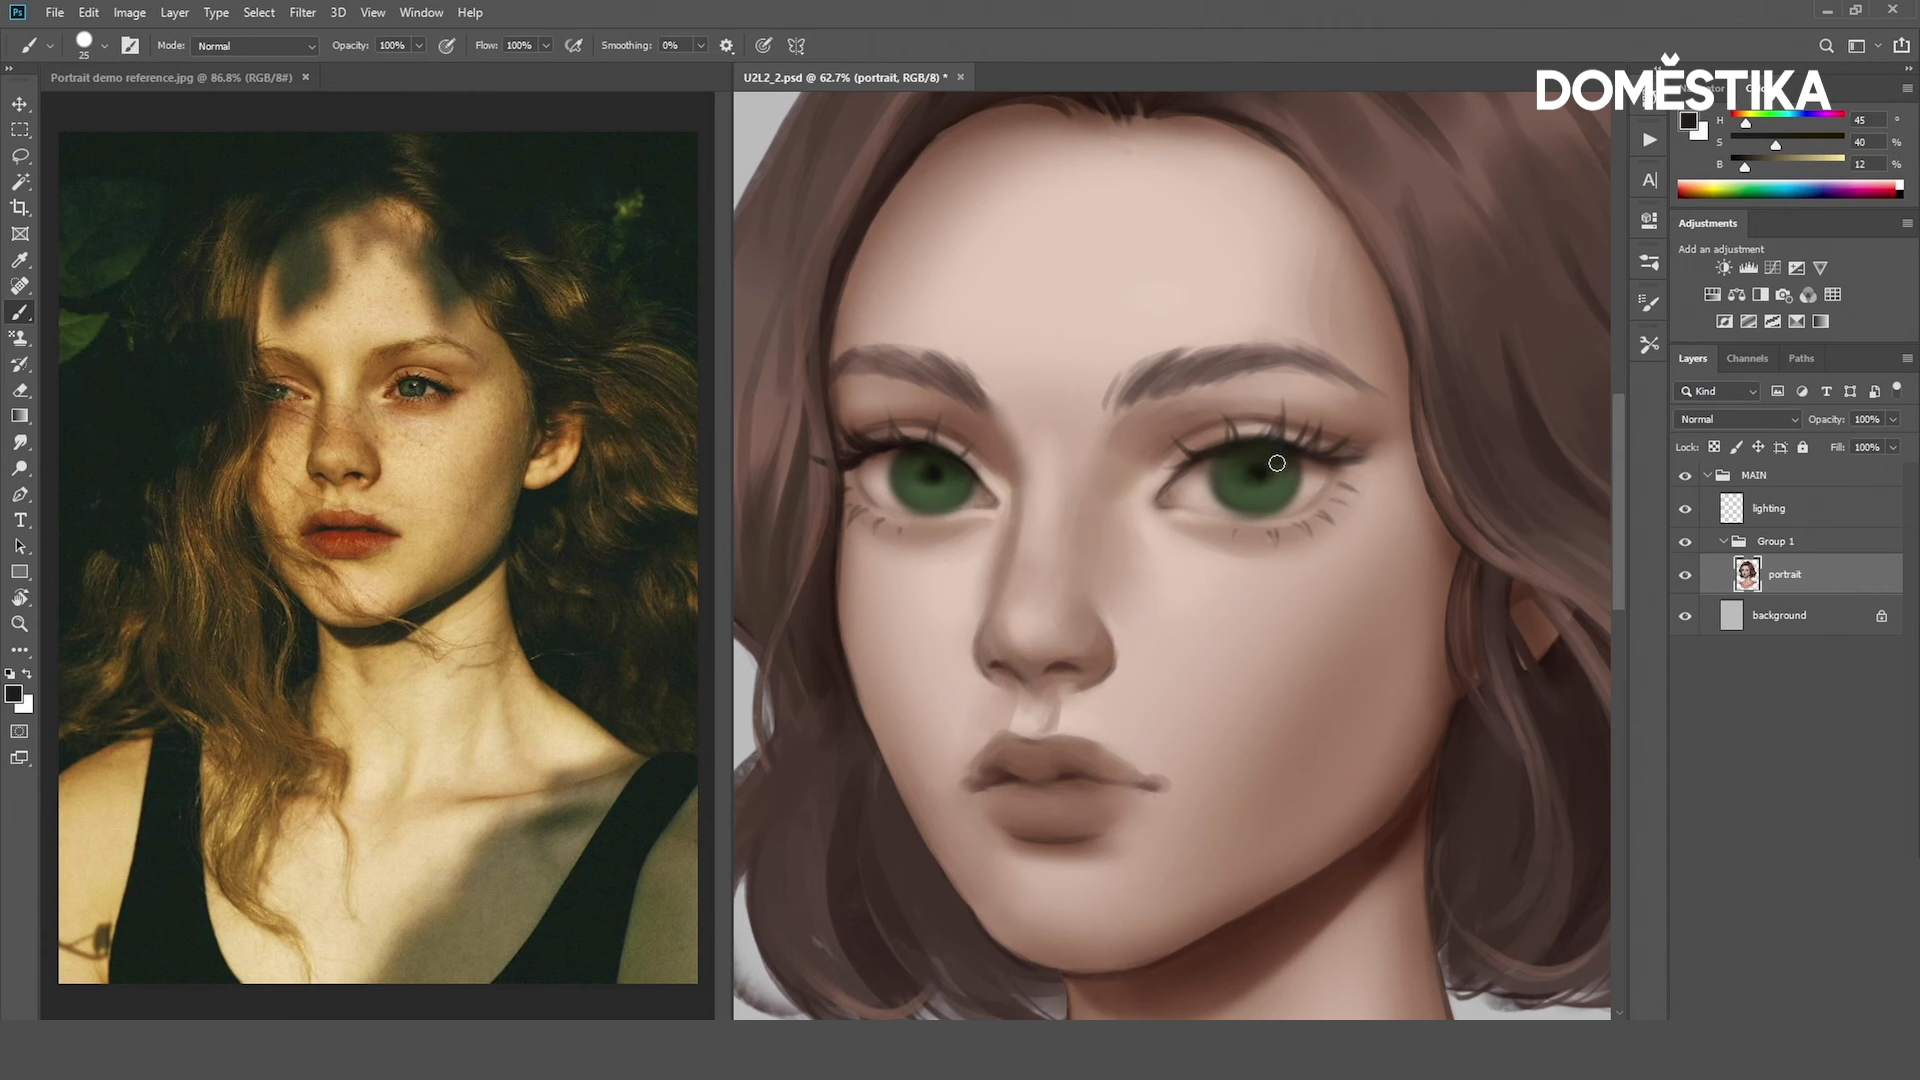 Ps File Edit Image Layer Type Select Filter 3D View Window Help
25 Mode: Normal Opacity: 100% Flow: 100% Smoothing: 0%
Portrait demo reference.jpg @ 86.8% (RGB/8#) ×
U2L2_2.psd @ 62.7% (portrait, RGB/8) * ×
DOMĚSTIKA
H 45 °
S 40 %
B 12 %
A
Adjustments
Add an adjustment
Layers Channels Paths
Kind
Normal Opacity: 100%
Lock: Fill: 100%
MAIN
lighting
Group 1
portrait
background
T